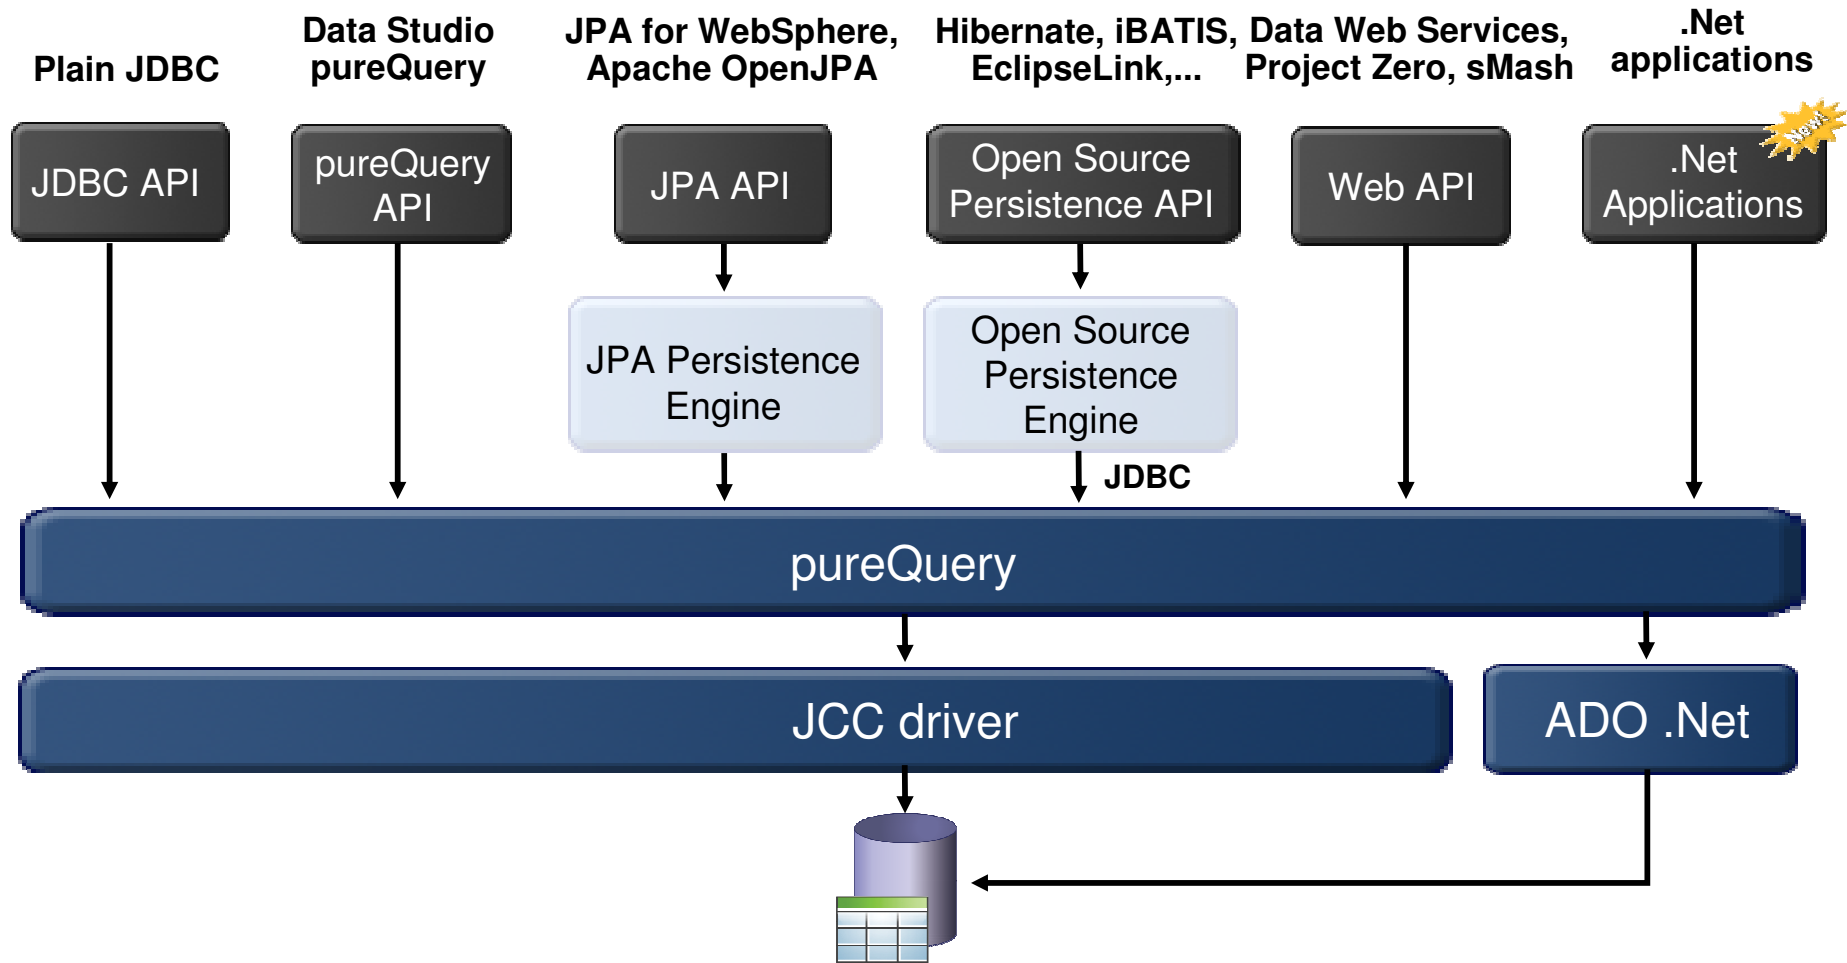 Plain JDBC
Data Studio
pureQuery
JPA for WebSphere,
Apache OpenJPA
Hibernate, iBATIS,
EclipseLink,...
Data Web Services,
Project Zero, sMash
.Net
applications
JDBC API
pureQuery
API
JPA API
Open Source
Persistence API
Web API
New!
.Net
Applications
JPA Persistence
Engine
Open Source
Persistence
Engine
JDBC
pureQuery
JCC driver
ADO .Net